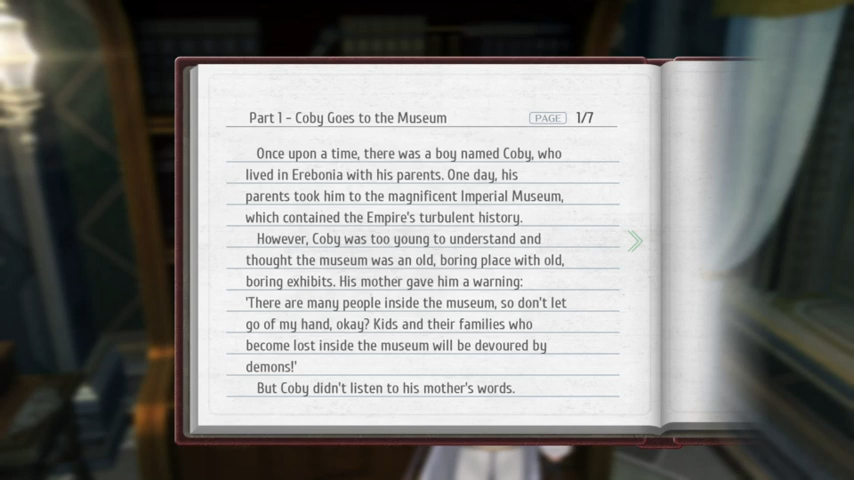 Part 1 - Coby Goes to the Museum
PAGE 1/7
Once upon a time, there was a boy named Coby, who
lived in Erebonia with his parents. One day, his
parents took him to the magnificent Imperial Museum,
which contained the Empire's turbulent history.
However, Coby was too young to understand and
thought the museum was an old, boring place with old,
boring exhibits. His mother gave him a warning:
'There are many people inside the museum, so don't let
go of my hand, okay? Kids and their families who
become lost inside the museum will be devoured by
demons!'
But Coby didn't listen to his mother's words.